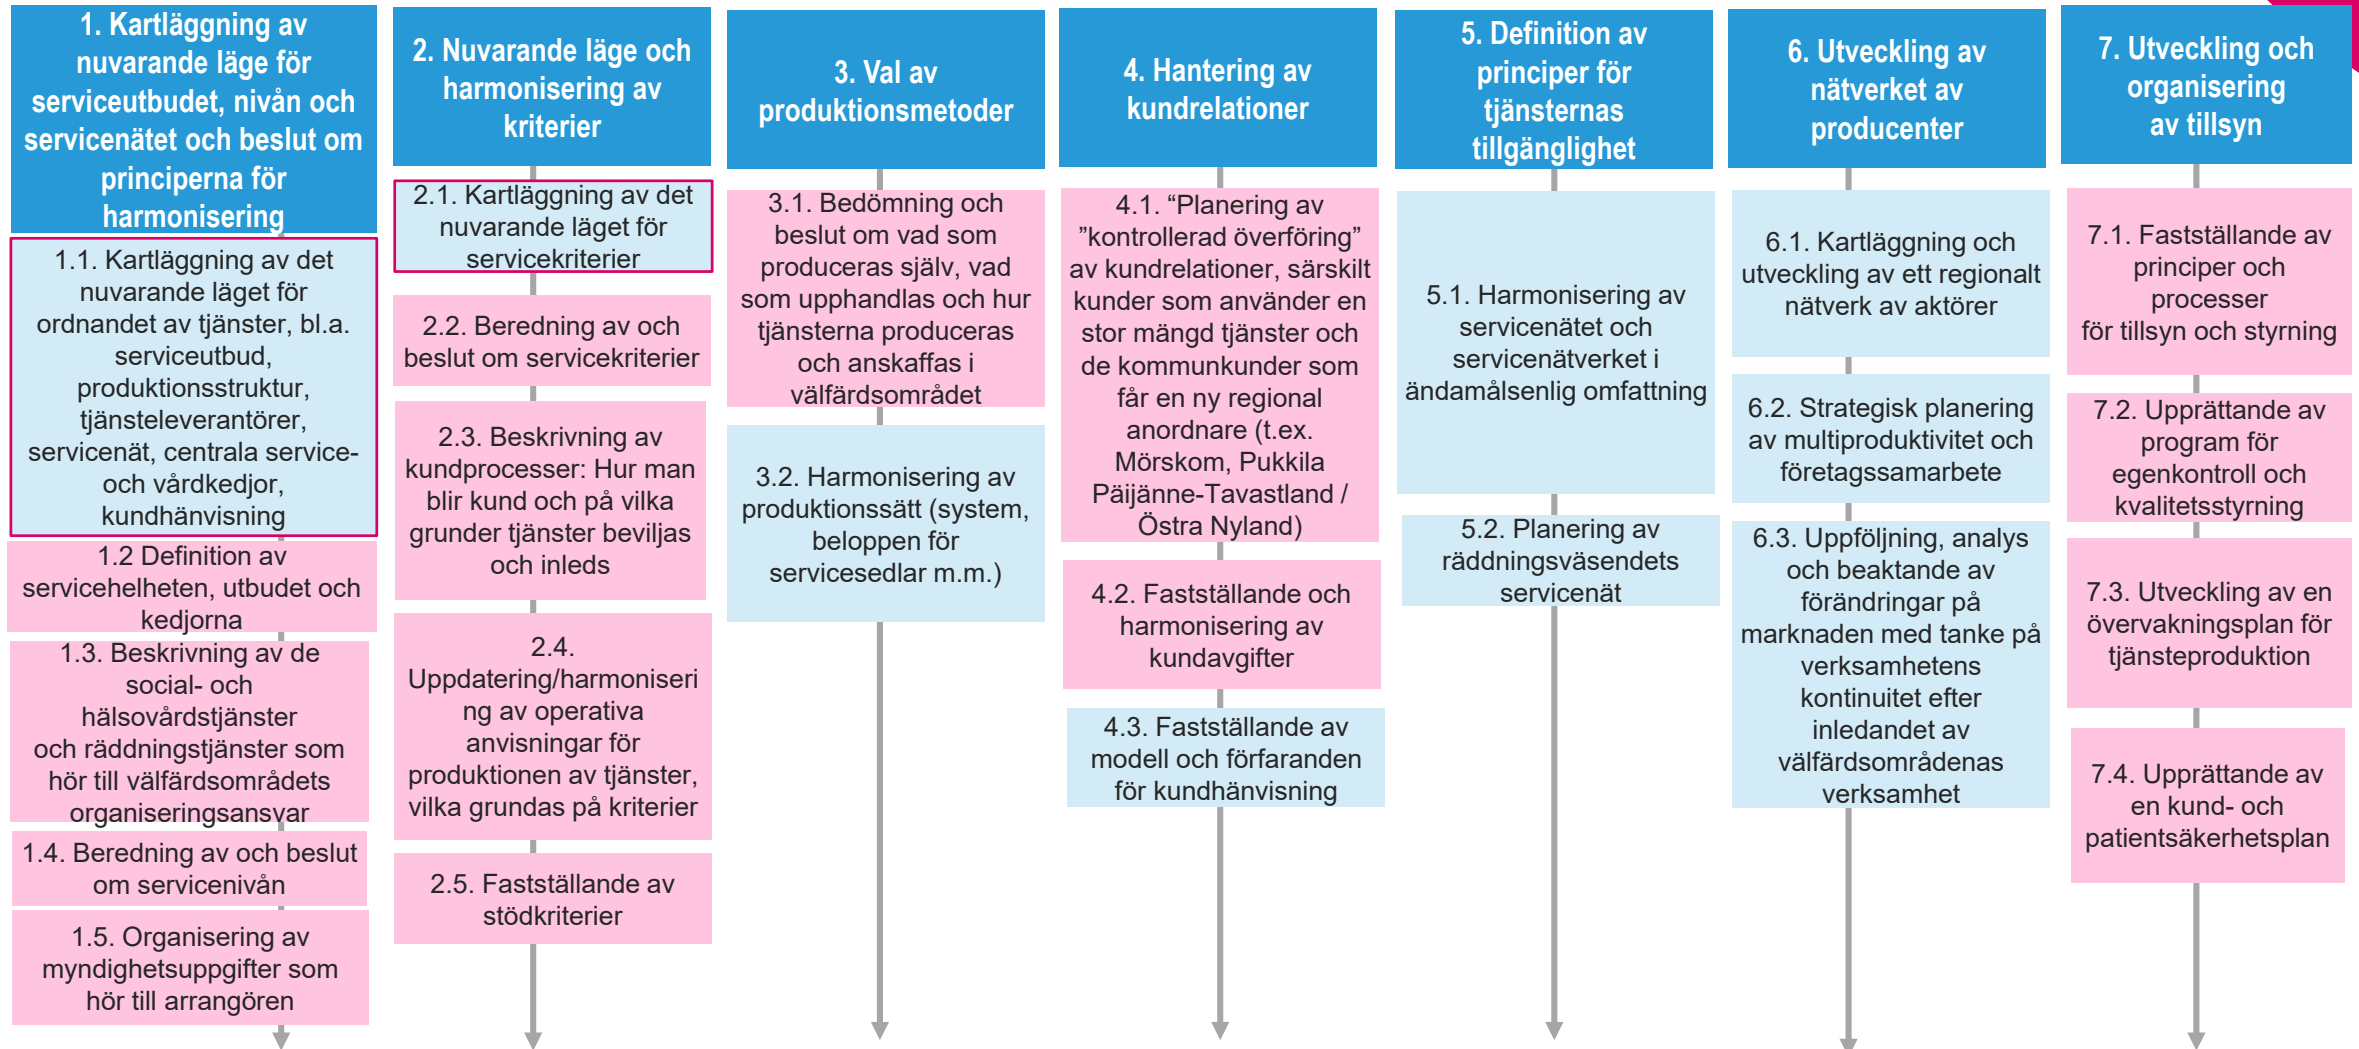 1. Kartläggning av
nuvarande läge för
serviceutbudet, nivån och
servicenätet och beslut om
principerna för
harmonisering
1.1. Kartläggning av det
nuvarande läget för
ordnandet av tjänster, bl.a.
serviceutbud,
produktionsstruktur,
tjänsteleverantörer,
servicenät, centrala service-
och vårdkedjor,
kundhänvisning
1.2 Definition av
servicehelheten, utbudet och
kedjorna
1.3. Beskrivning av de
social- och
hälsovårdstjänster
och räddningstjänster som
hör till välfärdsområdets
organiseringsansvar
1.4. Beredning av och beslut
om servicenivån
1.5. Organisering av
myndighetsuppgifter som
hör till arrangören
2. Nuvarande läge och
harmonisering av
kriterier
2.1. Kartläggning av det
nuvarande läget för
servicekriterier
2.2. Beredning av och
beslut om servicekriterier
2.3. Beskrivning av
kundprocesser: Hur man
blir kund och på vilka
grunder tjänster beviljas
och inleds
2.4.
Uppdatering/harmoniseri
ng av operativa
anvisningar för
produktionen av tjänster,
vilka grundas på kriterier
2.5. Fastställande av
stödkriterier
3. Val av
produktionsmetoder
3.1. Bedömning och
beslut om vad som
produceras själv, vad
som upphandlas och hur
tjänsterna produceras
och anskaffas i
välfärdsområdet
3.2. Harmonisering av
produktionssätt (system,
beloppen för
servicesedlar m.m.)
4. Hantering av
kundrelationer
4.1. “Planering av
”kontrollerad överföring”
av kundrelationer, särskilt
kunder som använder en
stor mängd tjänster och
de kommunkunder som
får en ny regional
anordnare (t.ex.
Mörskom, Pukkila
Päijänne-Tavastland /
Östra Nyland)
4.2. Fastställande och
harmonisering av
kundavgifter
4.3. Fastställande av
modell och förfaranden
för kundhänvisning
5. Definition av
principer för
tjänsternas
tillgänglighet
5.1. Harmonisering av
servicenätet och
servicenätverket i
ändamålsenlig omfattning
5.2. Planering av
räddningsväsendets
servicenät
6. Utveckling av
nätverket av
producenter
6.1. Kartläggning och
utveckling av ett regionalt
nätverk av aktörer
6.2. Strategisk planering
av multiproduktivitet och
företagssamarbete
6.3. Uppföljning, analys
och beaktande av
förändringar på
marknaden med tanke på
verksamhetens
kontinuitet efter
inledandet av
välfärdsområdenas
verksamhet
7. Utveckling och
organisering
av tillsyn
7.1. Fastställande av
principer och
processer
för tillsyn och styrning
7.2. Upprättande av
program för
egenkontroll och
kvalitetsstyrning
7.3. Utveckling av en
övervakningsplan för
tjänsteproduktion
7.4. Upprättande av
en kund- och
patientsäkerhetsplan